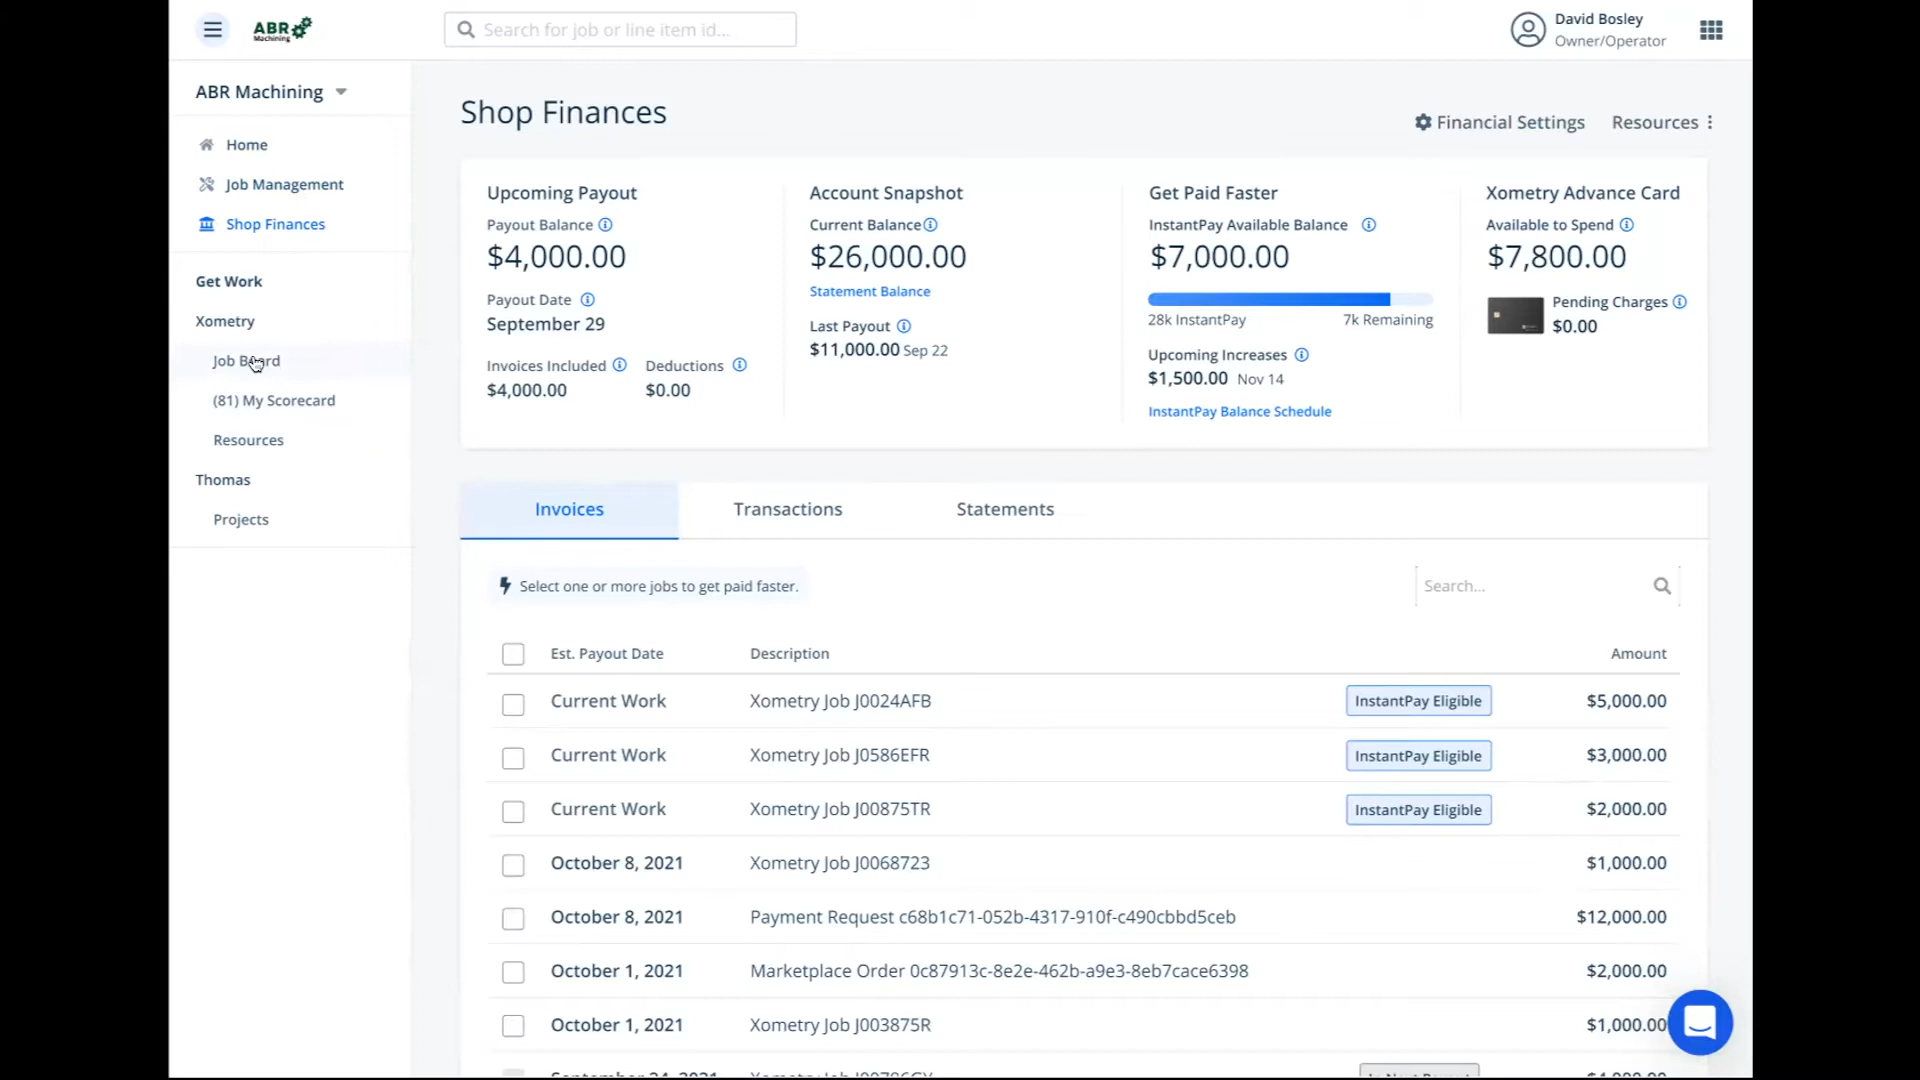 ABR
Machining
Search for job or line item id...
David Bosley
Owner/Operator
ABR Machining
Home
Job Management
Shop Finances
Get Work
Xometry
Job Board
(81) My Scorecard
Resources
Thomas
Projects
Shop Finances
Financial Settings
Resources
Upcoming Payout
Payout Balance
$4,000.00
Payout Date
September 29
Invoices Included
$4,000.00
Deductions
$0.00
Account Snapshot
Current Balance
$26,000.00
Statement Balance
Last Payout
$11,000.00 Sep 22
Get Paid Faster
InstantPay Available Balance
$7,000.00
28k InstantPay
7k Remaining
Upcoming Increases
$1,500.00 Nov 14
InstantPay Balance Schedule
Xometry Advance Card
Available to Spend
$7,800.00
Pending Charges
$0.00
Invoices
Transactions
Statements
Select one or more jobs to get paid faster.
Search...
Est. Payout Date Description Amount
Current Work Xometry Job J0024AFB InstantPay Eligible $5,000.00
Current Work Xometry Job J0586EFR InstantPay Eligible $3,000.00
Current Work Xometry Job J00875TR InstantPay Eligible $2,000.00
October 8, 2021 Xometry Job J0068723 $1,000.00
October 8, 2021 Payment Request c68b1c71-052b-4317-910f-c490cbbd5ceb $12,000.00
October 1, 2021 Marketplace Order 0c87913c-8e2e-462b-a9e3-8eb7cace6398 $2,000.00
October 1, 2021 Xometry Job J003875R $1,000.00